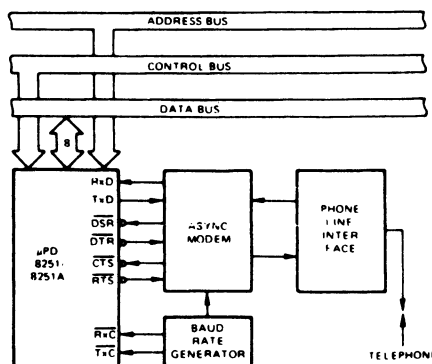 ADDRESS BUS
CONTROL BUS
DATA BUS
8
RxD
TxD
DSR
DTR
CTS
RTS
RxC
TxC
µPD
8251/
8251A
ASYNC
MODEM
PHONE
LINE
INTER
FACE
BAUD
RATE
GENERATOR
TELEPHONE